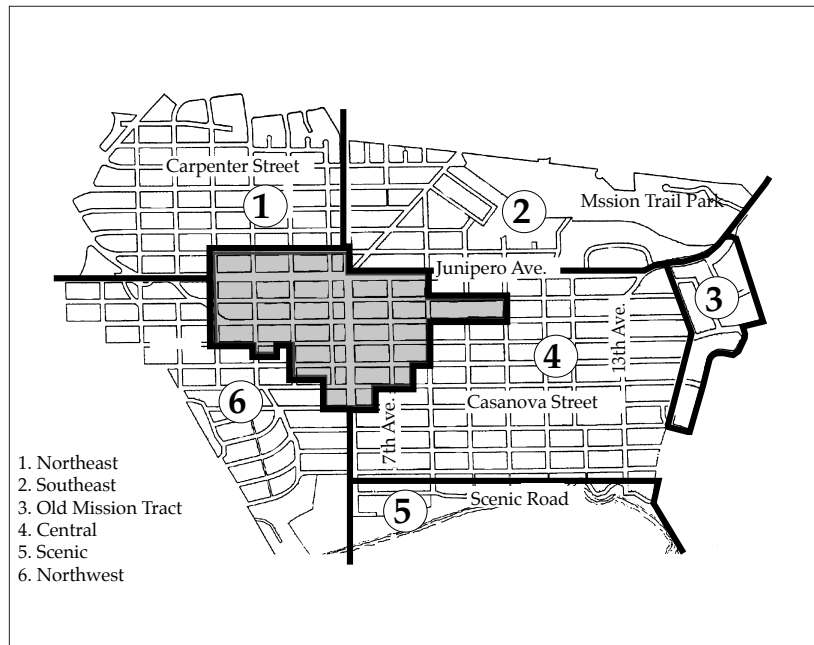 Carpenter Street
1
2
Mssion Trail Park
Junipero Ave.
3
13th Ave.
4
6
Casanova Street
7th Ave.
1. Northeast
2. Southeast
3. Old Mission Tract
4. Central
5. Scenic
6. Northwest
Scenic Road
5